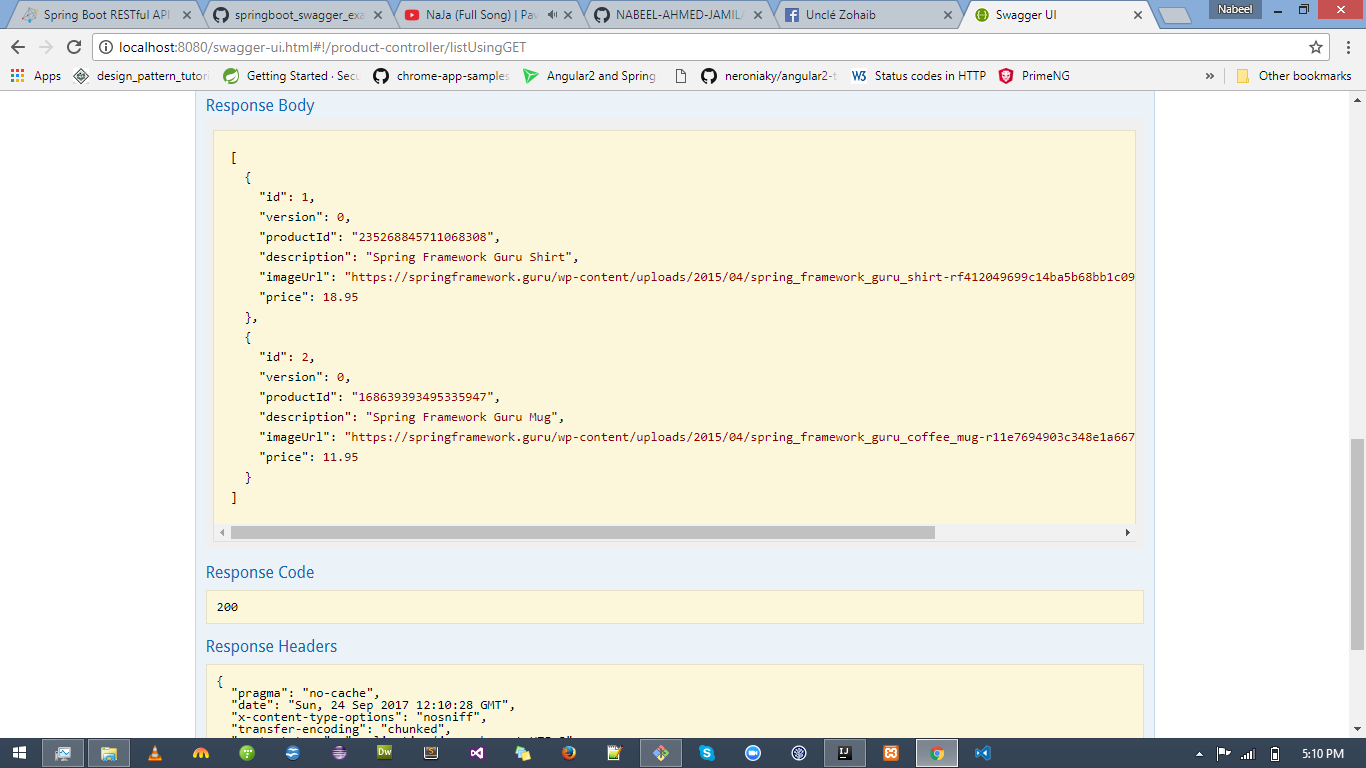 Spring Boot RESTful API
springboot_swagger_exa
NaJa (Full Song) | Pav
NABEEL-AHMED-JAMIL/
Unclé Zohaib
Swagger UI
Nabeel
localhost:8080/swagger-ui.html#!/product-controller/listUsingGET
Apps
design_pattern_tutori
Getting Started · Secu
chrome-app-samples
Angular2 and Spring
neroniaky/angular2-t
W3S
Status codes in HTTP
PrimeNG
»
Other bookmarks
Response Body
[
{
"id": 1,
"version": 0,
"productId": "235268845711068308",
"description": "Spring Framework Guru Shirt",
"imageUrl": "https://springframework.guru/wp-content/uploads/2015/04/spring_framework_guru_shirt-rf412049699c14ba5b68bb1c09
"price": 18.95
},
{
"id": 2,
"version": 0,
"productId": "168639393495335947",
"description": "Spring Framework Guru Mug",
"imageUrl": "https://springframework.guru/wp-content/uploads/2015/04/spring_framework_guru_coffee_mug-r11e7694903c348e1a667
"price": 11.95
}
]
Response Code
200
Response Headers
{
"pragma": "no-cache",
"date": "Sun, 24 Sep 2017 12:10:28 GMT",
"x-content-type-options": "nosniff",
"transfer-encoding": "chunked",
Dw
IJ
5:10 PM